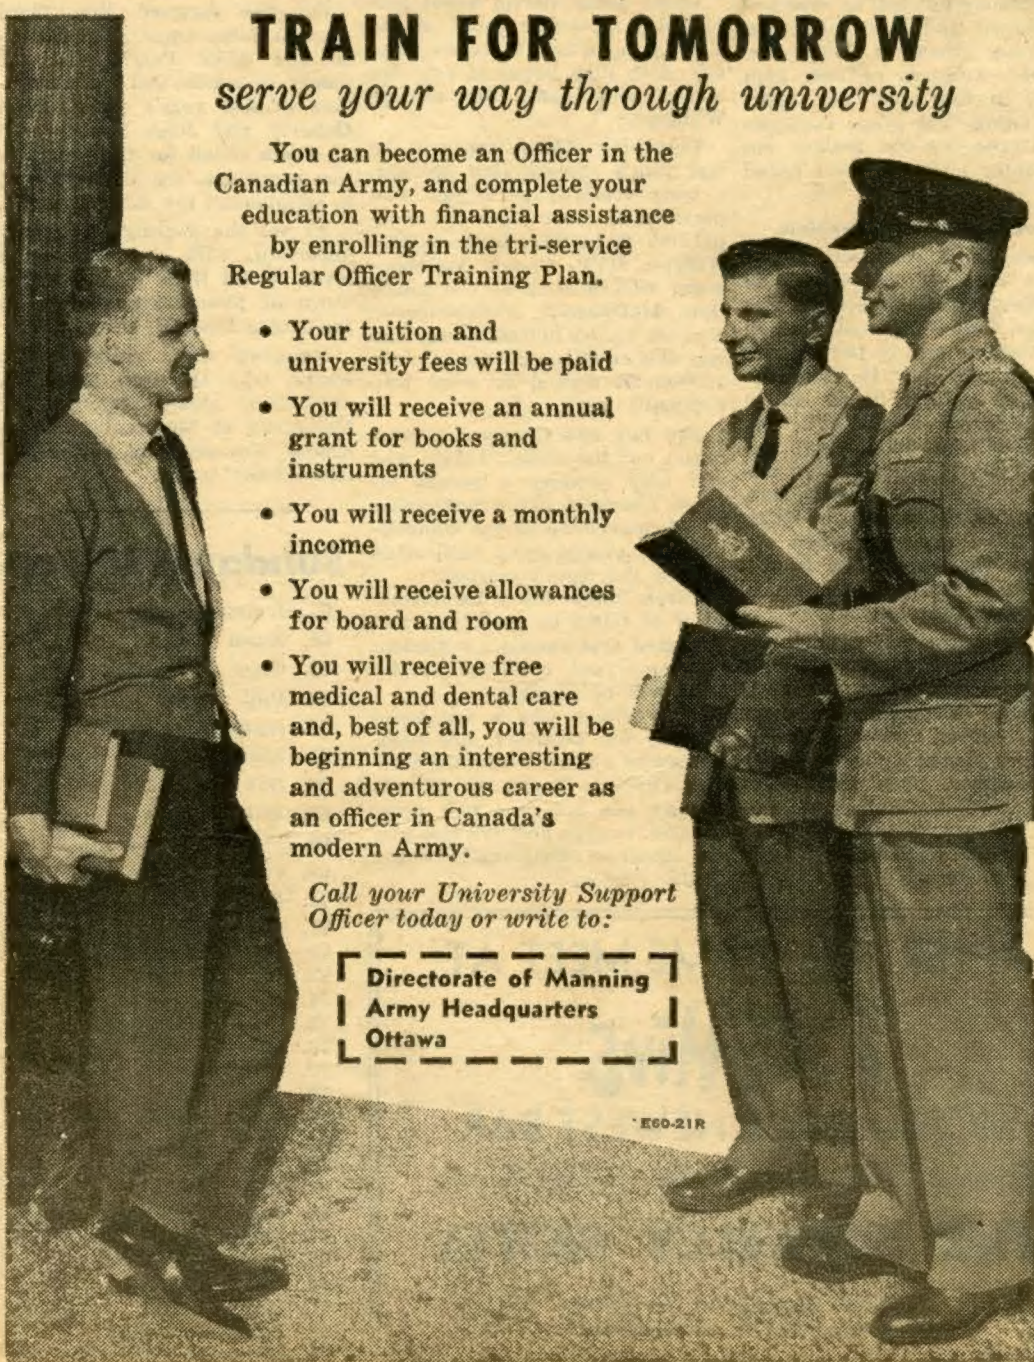 TRAIN FOR TOMORROW
serve your way through university
You can become an Officer in the
Canadian Army, and complete your
education with financial assistance
by enrolling in the tri-service
Regular Officer Training Plan.
• Your tuition and
university fees will be paid
• You will receive an annual
grant for books and
instruments
• You will receive a monthly
income
• You will receive allowances
for board and room
• You will receive free
medical and dental care
and, best of all, you will be
beginning an interesting
and adventurous career as
an officer in Canada's
modern Army.
Call your University Support
Officer today or write to:
Directorate of Manning
Army Headquarters
Ottawa
E60-21R